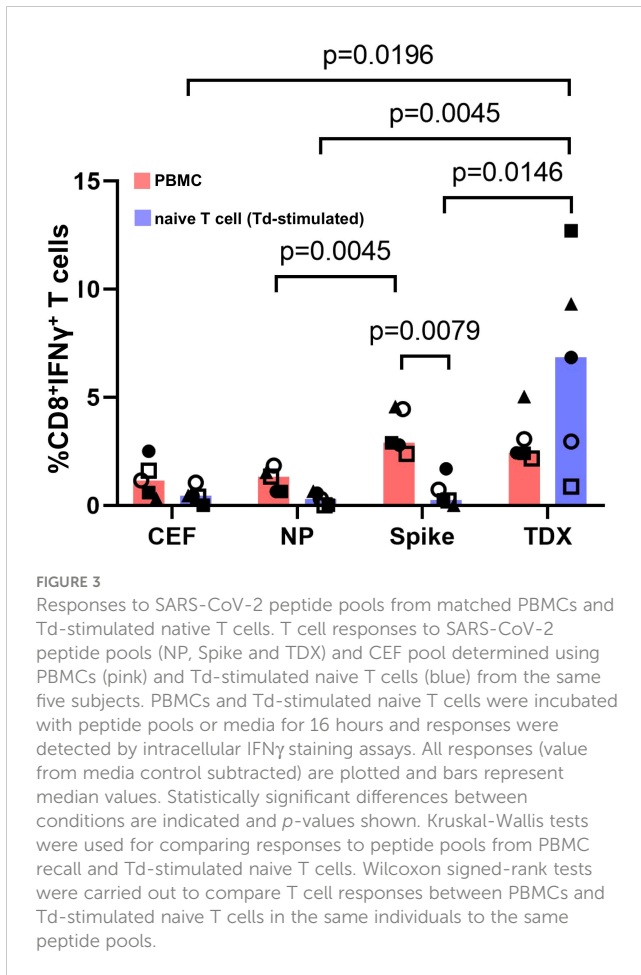 p=0.0196
p=0.0045
p=0.0146
p=0.0045
p=0.0079
PBMC
naive T cell (Td-stimulated)
%CD8⁺IFNγ⁺ T cells
15
10
5
0
CEF NP Spike TDX
FIGURE 3
Responses to SARS-CoV-2 peptide pools from matched PBMCs and
Td-stimulated native T cells. T cell responses to SARS-CoV-2
peptide pools (NP, Spike and TDX) and CEF pool determined using
PBMCs (pink) and Td-stimulated naive T cells (blue) from the same
five subjects. PBMCs and Td-stimulated naive T cells were incubated
with peptide pools or media for 16 hours and responses were
detected by intracellular IFNγ staining assays. All responses (value
from media control subtracted) are plotted and bars represent
median values. Statistically significant differences between
conditions are indicated and p-values shown. Kruskal-Wallis tests
were used for comparing responses to peptide pools from PBMC
recall and Td-stimulated naive T cells. Wilcoxon signed-rank tests
were carried out to compare T cell responses between PBMCs and
Td-stimulated naive T cells in the same individuals to the same
peptide pools.